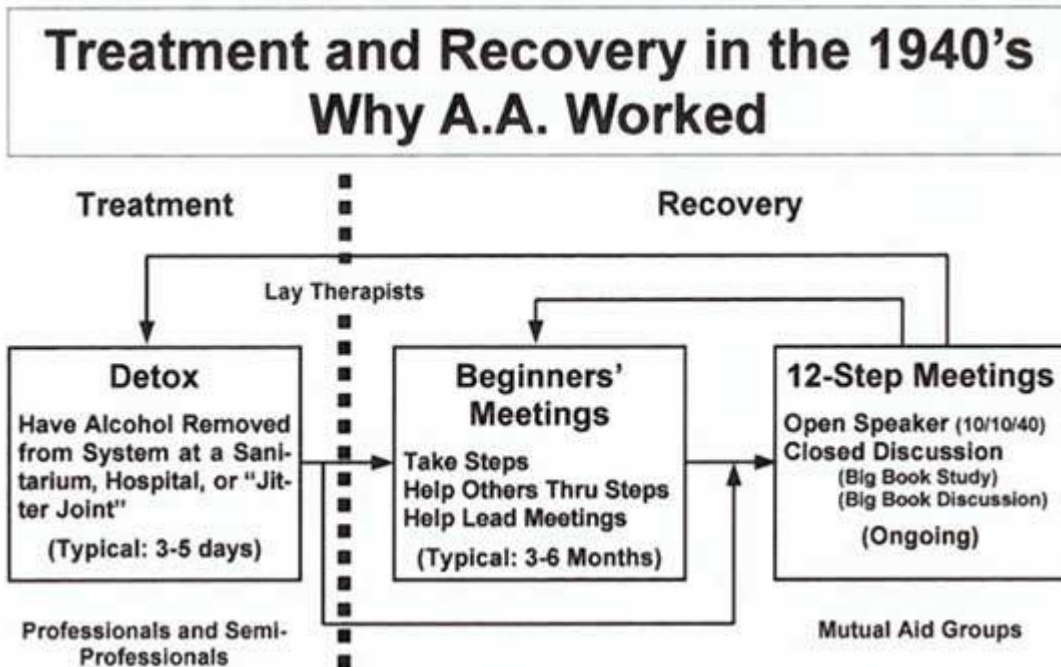 Treatment and Recovery in the 1940's
Why A.A. Worked
Treatment
Recovery
Lay Therapists
Detox
Have Alcohol Removed
from System at a Sani-
tarium, Hospital, or “Jit-
ter Joint”
(Typical: 3-5 days)
Beginners’
Meetings
Take Steps
Help Others Thru Steps
Help Lead Meetings
(Typical: 3-6 Months)
12-Step Meetings
Open Speaker (10/10/40)
Closed Discussion
(Big Book Study)
(Big Book Discussion)
(Ongoing)
Professionals and Semi-
Professionals
Mutual Aid Groups